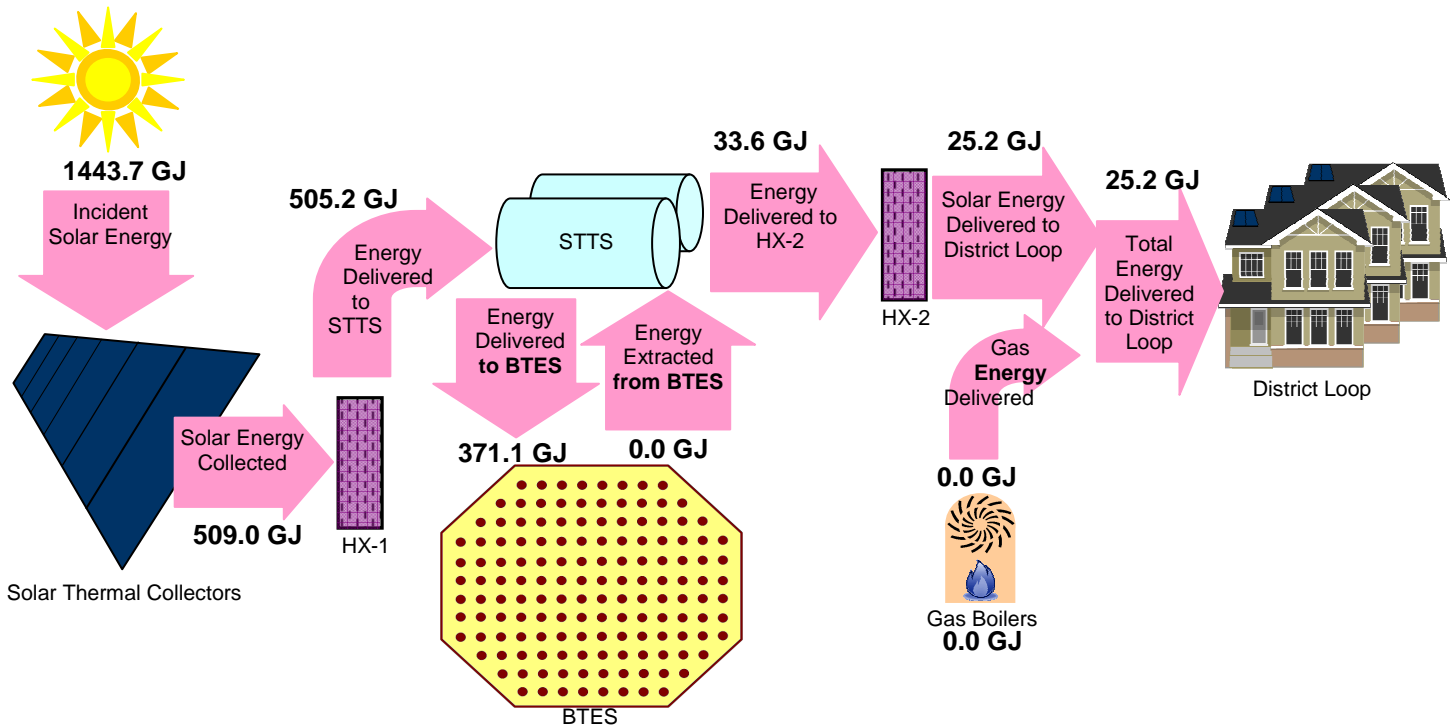 1443.7 GJ
Incident
Solar Energy
Solar Thermal Collectors
Solar Energy
Collected
509.0 GJ
HX-1
505.2 GJ
Energy
Delivered
to
STTS
STTS
Energy
Delivered
to BTES
371.1 GJ
Energy
Extracted
from BTES
0.0 GJ
BTES
33.6 GJ
Energy
Delivered to
HX-2
HX-2
25.2 GJ
Solar Energy
Delivered to
District Loop
Gas
Energy
Delivered
0.0 GJ
Gas Boilers
0.0 GJ
25.2 GJ
Total
Energy
Delivered
to District
Loop
District Loop